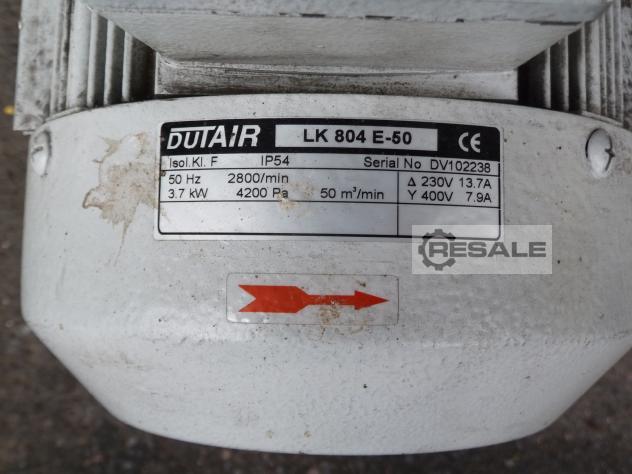 DUTAIR LK 804 E-50 CE
Isol.Kl. F IP54 Serial No DV102238
50 Hz 2800/min Δ 230V 13.7A
3.7 kW 4200 Pa 50 m³/min Y 400V 7.9A
RESALE